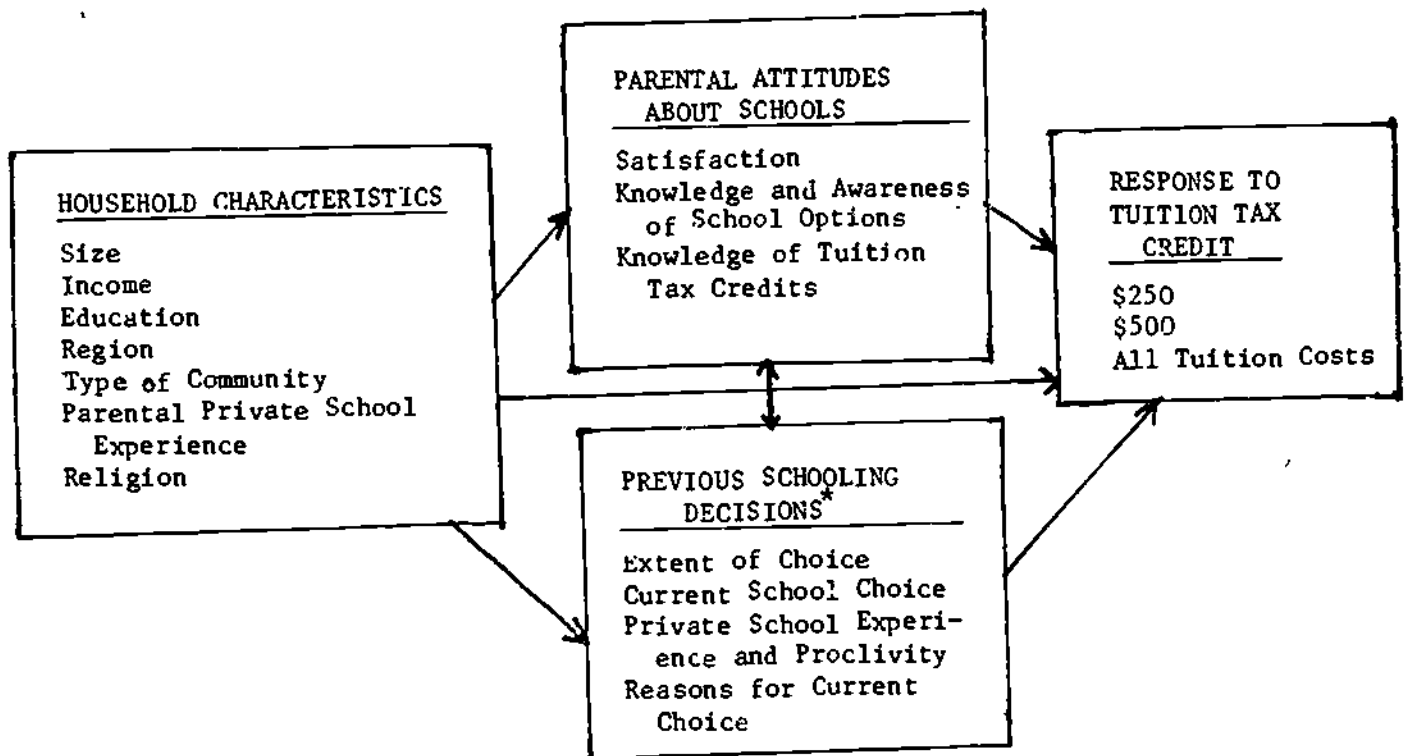 HOUSEHOLD CHARACTERISTICS
Size
Income
Education
Region
Type of Community
Parental Private School
Experience
Religion
PARENTAL ATTITUDES
ABOUT SCHOOLS
Satisfaction
Knowledge and Awareness
of School Options
Knowledge of Tuition
Tax Credits
PREVIOUS SCHOOLING
DECISIONS*
Extent of Choice
Current School Choice
Private School Experi-
ence and Proclivity
Reasons for Current
Choice
RESPONSE TO
TUITION TAX
CREDIT
$250
$500
All Tuition Costs